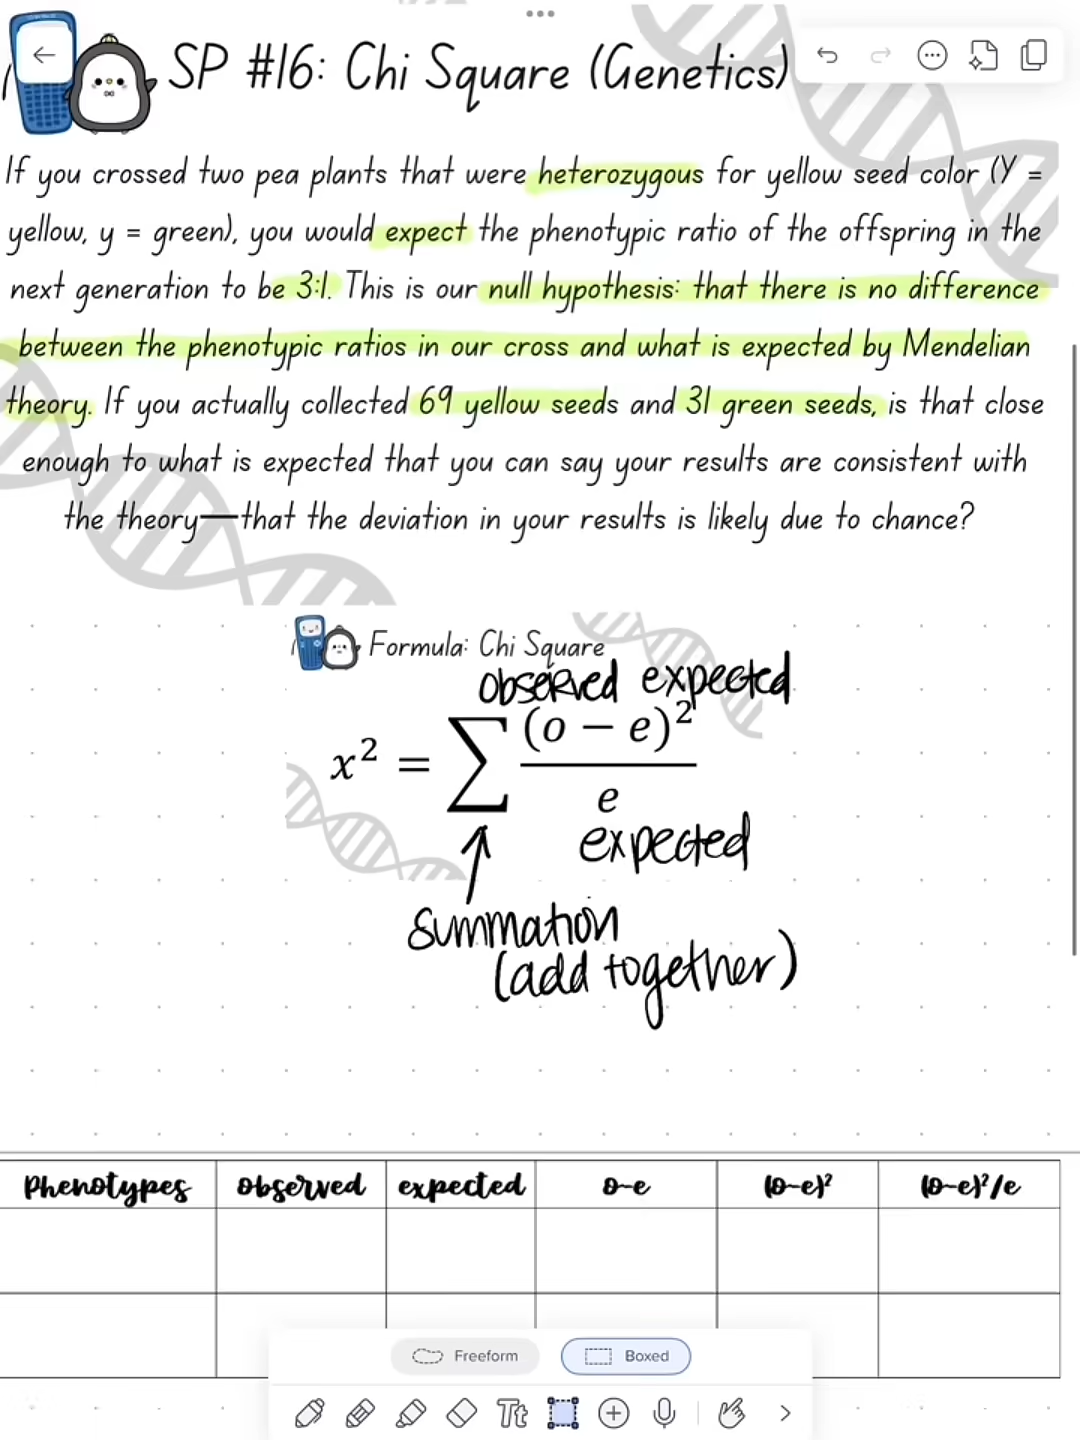 SP #16: Chi Square (Genetics)
If you crossed two pea plants that were heterozygous for yellow seed color (Y =
yellow, y = green), you would expect the phenotypic ratio of the offspring in the
next generation to be 3:1. This is our null hypothesis: that there is no difference
between the phenotypic ratios in our cross and what is expected by Mendelian
theory. If you actually collected 69 yellow seeds and 31 green seeds, is that close
enough to what is expected that you can say your results are consistent with
the theory—that the deviation in your results is likely due to chance?
Formula: Chi Square
observed expected
x² = ∑ (o − e)² / e
expected
summation
(add together)
Phenotypes observed expected o-e (o-e)² (o-e)²/e
Freeform Boxed
Tt